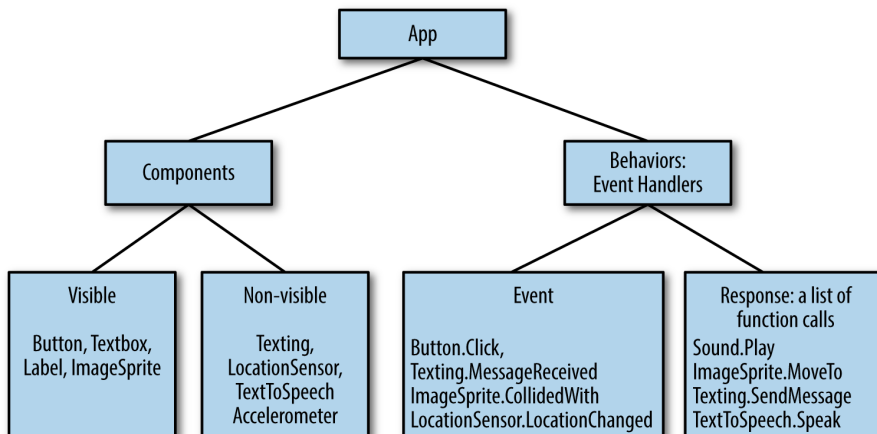 App
Components
Behaviors:
Event Handlers
Visible
Button, Textbox,
Label, ImageSprite
Non-visible
Texting,
LocationSensor,
TextToSpeech
Accelerometer
Event
Button.Click,
Texting.MessageReceived
ImageSprite.CollidedWith
LocationSensor.LocationChanged
Response: a list of
function calls
Sound.Play
ImageSprite.MoveTo
Texting.SendMessage
TextToSpeech.Speak